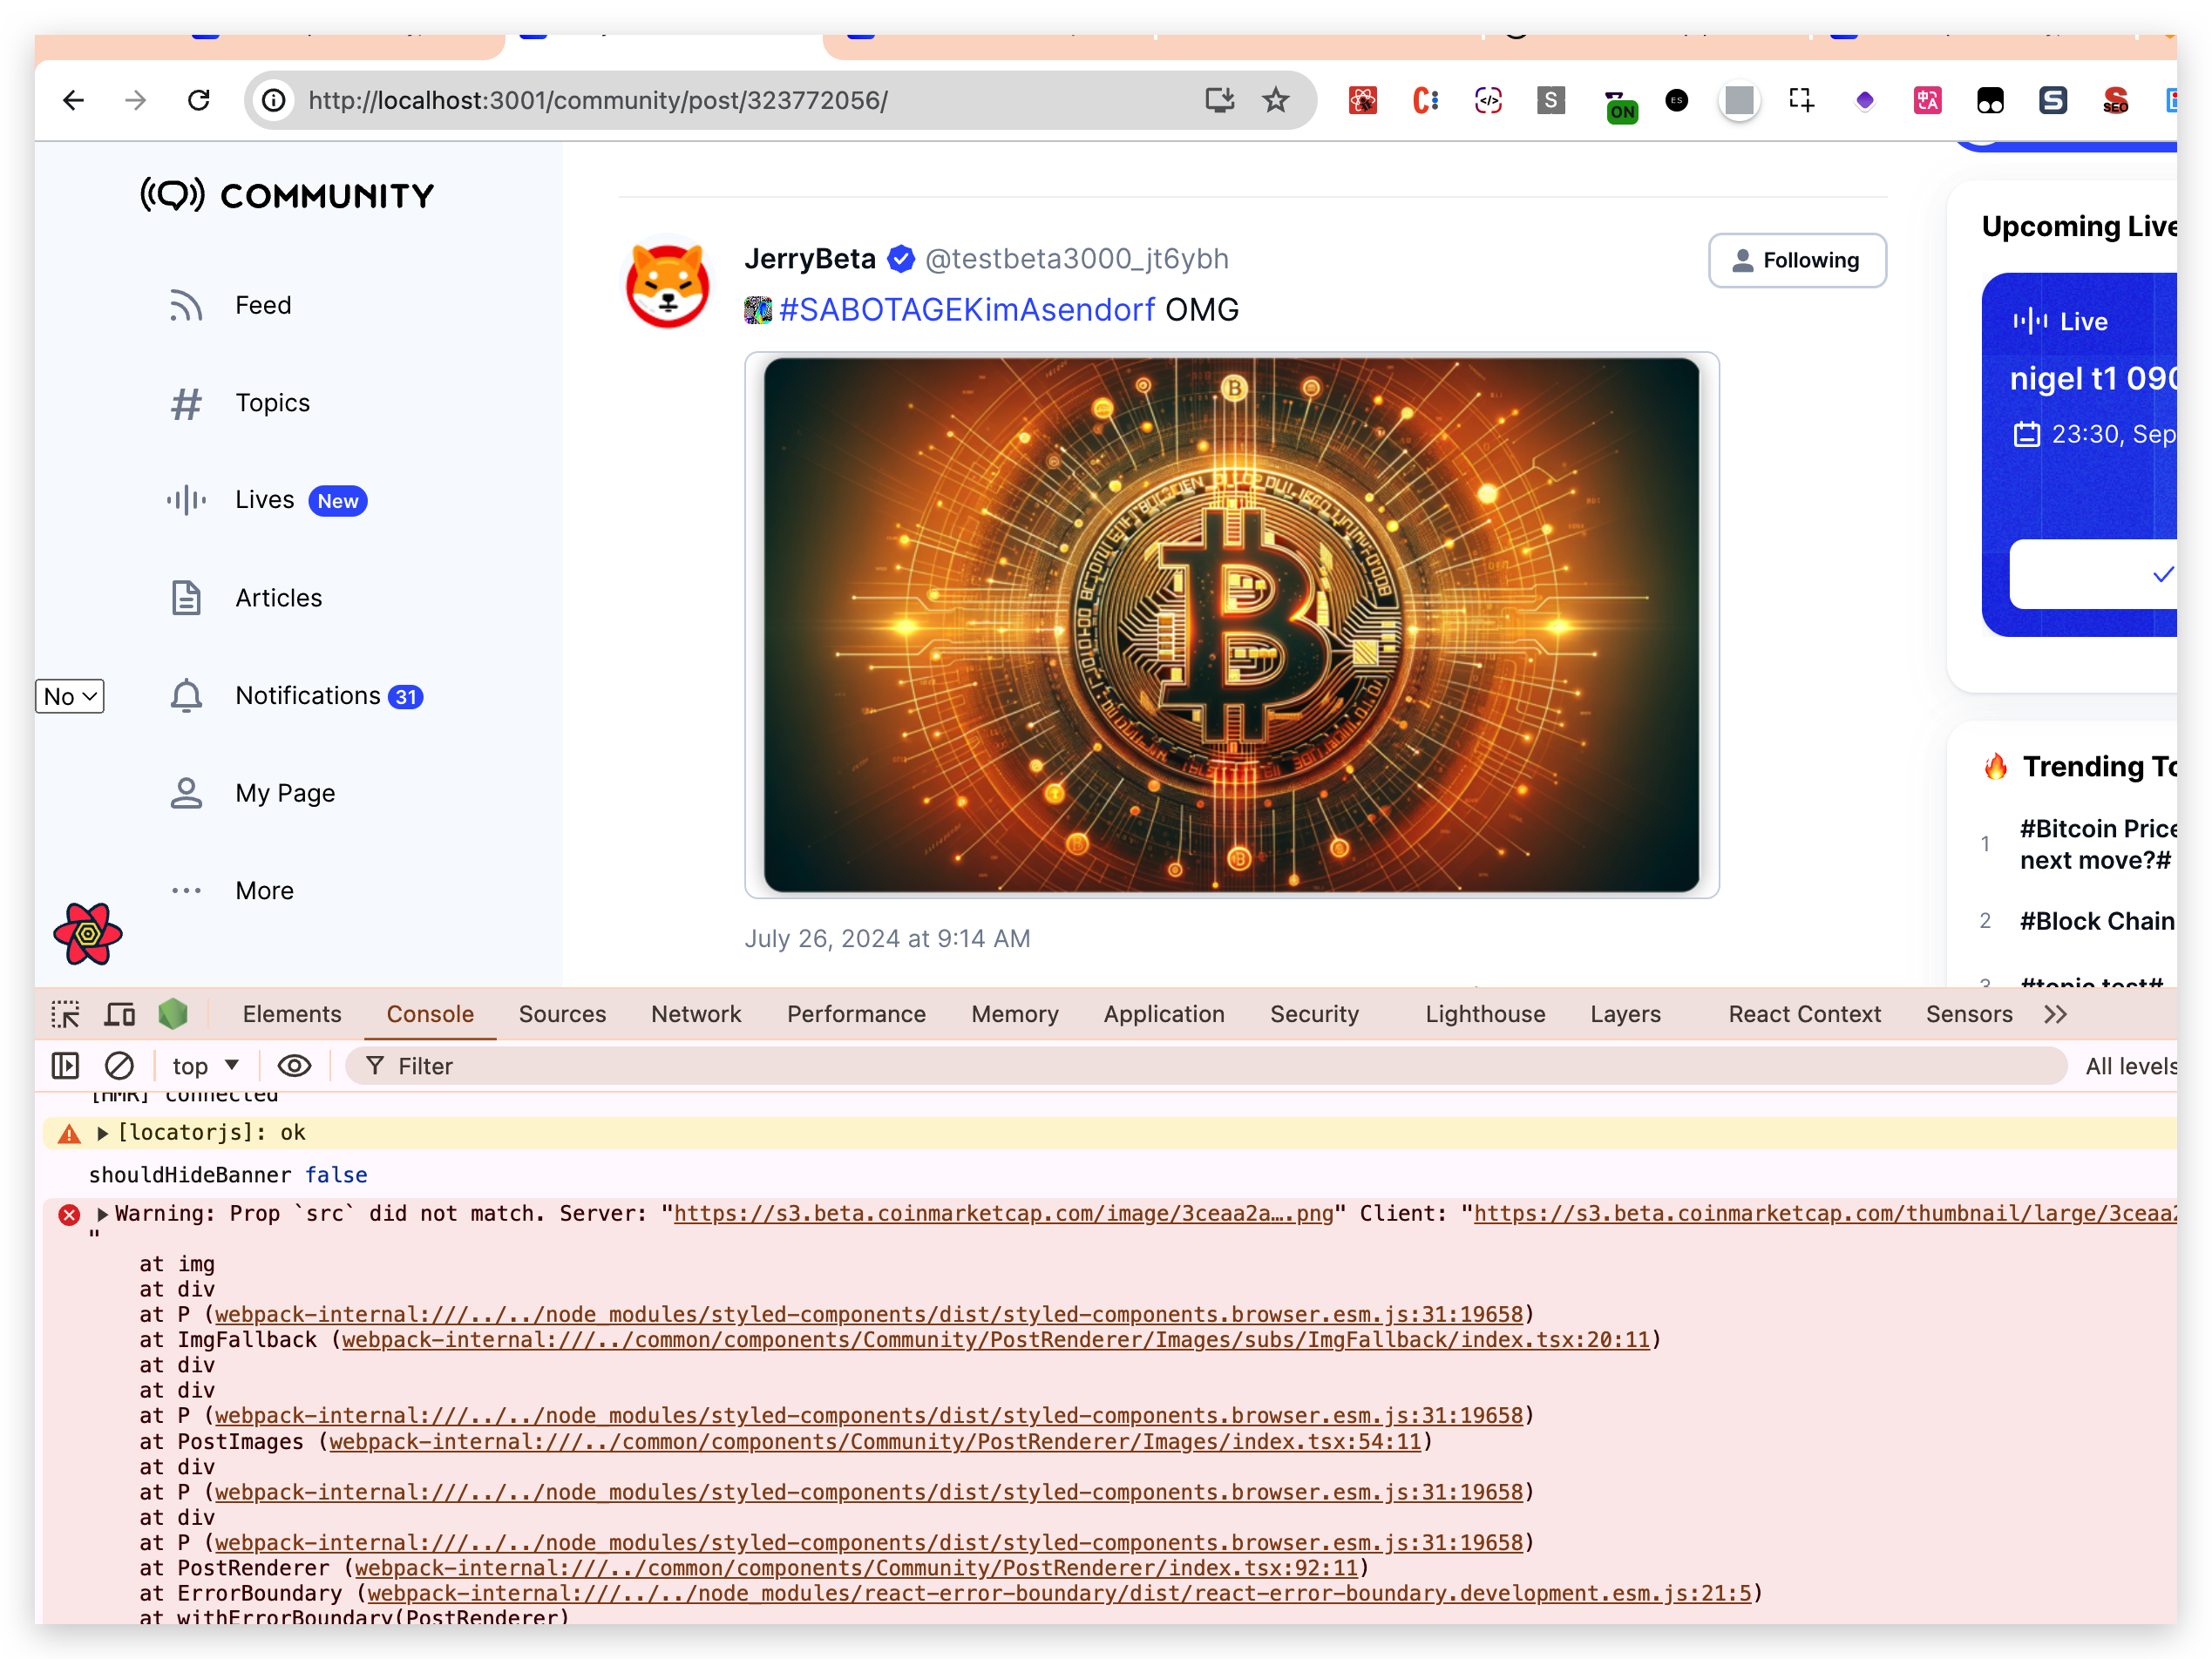 http://localhost:3001/community/post/323772056/
ON
COMMUNITY
Feed
Topics
Lives New
Articles
Notifications 31
No
My Page
More
JerryBeta @testbeta3000_jt6ybh
Following
#SABOTAGEKimAsendorf OMG
July 26, 2024 at 9:14 AM
Upcoming Live
Live
nigel t1 090
23:30, Sep
Trending To
1 #Bitcoin Price
next move?#
2 #Block Chain
3 #topic test#
Elements Console Sources Network Performance Memory Application Security Lighthouse Layers React Context Sensors
top Filter All levels
[HMR] connected
[locatorjs]: ok
shouldHideBanner false
Warning: Prop `src` did not match. Server: "https://s3.beta.coinmarketcap.com/image/3ceaa2a….png" Client: "https://s3.beta.coinmarketcap.com/thumbnail/large/3ceaa2
"
at img
at div
at P (webpack-internal:///../../node_modules/styled-components/dist/styled-components.browser.esm.js:31:19658)
at ImgFallback (webpack-internal:///../common/components/Community/PostRenderer/Images/subs/ImgFallback/index.tsx:20:11)
at div
at div
at P (webpack-internal:///../../node_modules/styled-components/dist/styled-components.browser.esm.js:31:19658)
at PostImages (webpack-internal:///../common/components/Community/PostRenderer/Images/index.tsx:54:11)
at div
at P (webpack-internal:///../../node_modules/styled-components/dist/styled-components.browser.esm.js:31:19658)
at div
at P (webpack-internal:///../../node_modules/styled-components/dist/styled-components.browser.esm.js:31:19658)
at PostRenderer (webpack-internal:///../common/components/Community/PostRenderer/index.tsx:92:11)
at ErrorBoundary (webpack-internal:///../../node_modules/react-error-boundary/dist/react-error-boundary.development.esm.js:21:5)
at withErrorBoundary(PostRenderer)